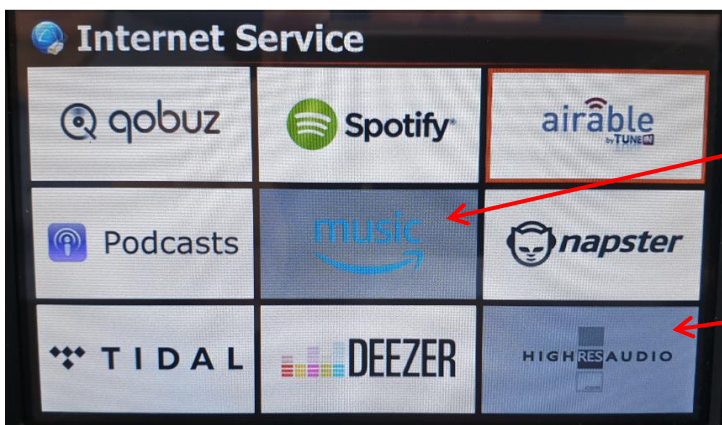 Internet Service
qobuz
Spotify
airable
by TUNE IN
Podcasts
music
napster
TIDAL
DEEZER
HIGHRESAUDIO